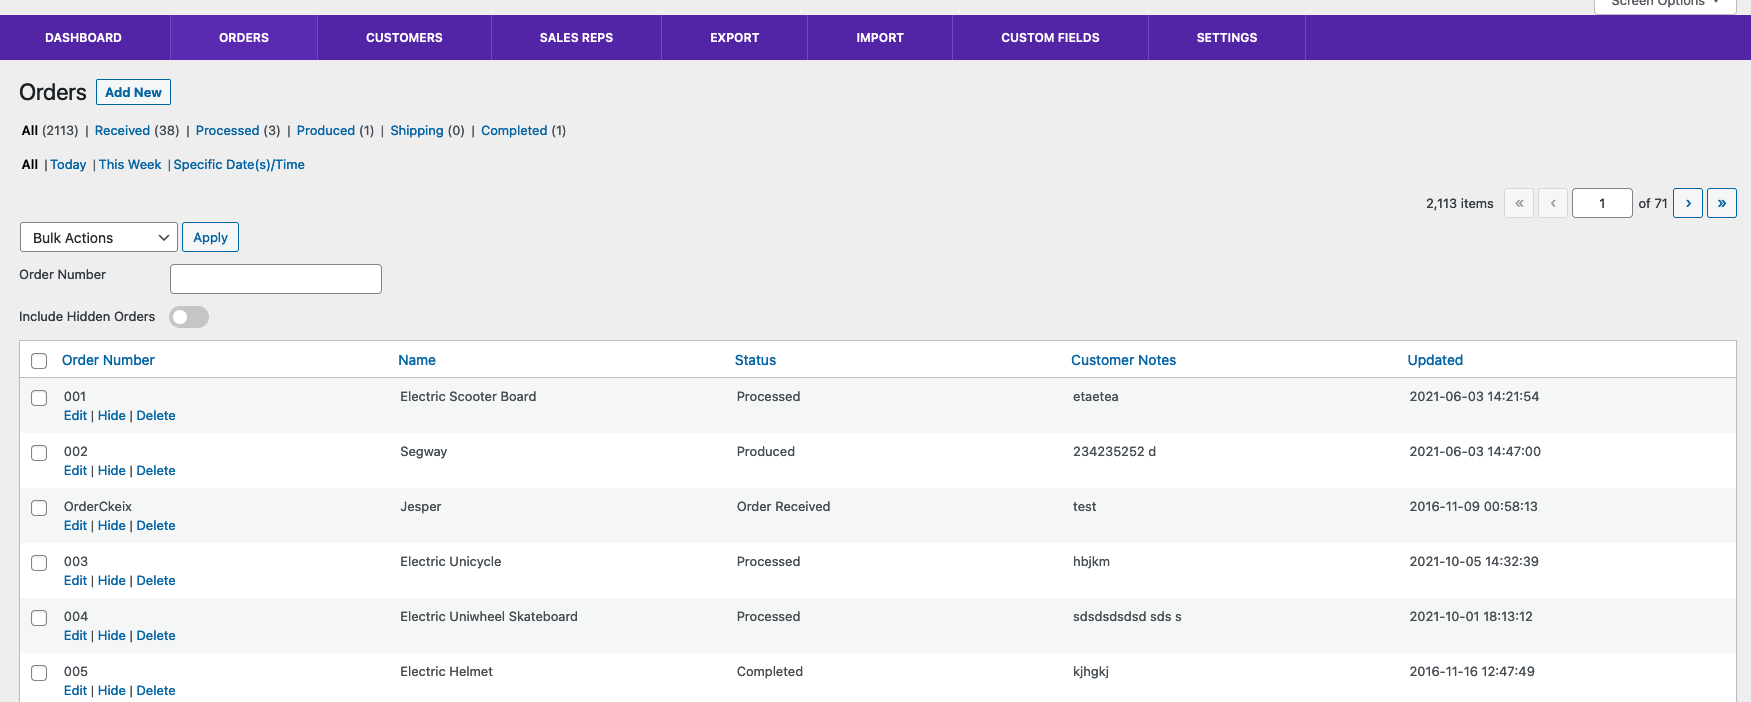 Screen Options
DASHBOARD ORDERS CUSTOMERS SALES REPS EXPORT IMPORT CUSTOM FIELDS SETTINGS
Orders Add New
All (2113) | Received (38) | Processed (3) | Produced (1) | Shipping (0) | Completed (1)
All | Today | This Week | Specific Date(s)/Time
2,113 items « ‹ 1 of 71 › »
Bulk Actions Apply
Order Number
Include Hidden Orders
Order Number Name Status Customer Notes Updated
001 Electric Scooter Board Processed etaetea 2021-06-03 14:21:54
Edit | Hide | Delete
002 Segway Produced 234235252 d 2021-06-03 14:47:00
Edit | Hide | Delete
OrderCkeix Jesper Order Received test 2016-11-09 00:58:13
Edit | Hide | Delete
003 Electric Unicycle Processed hbjkm 2021-10-05 14:32:39
Edit | Hide | Delete
004 Electric Uniwheel Skateboard Processed sdsdsdsdsd sds s 2021-10-01 18:13:12
Edit | Hide | Delete
005 Electric Helmet Completed kjhgkj 2016-11-16 12:47:49
Edit | Hide | Delete